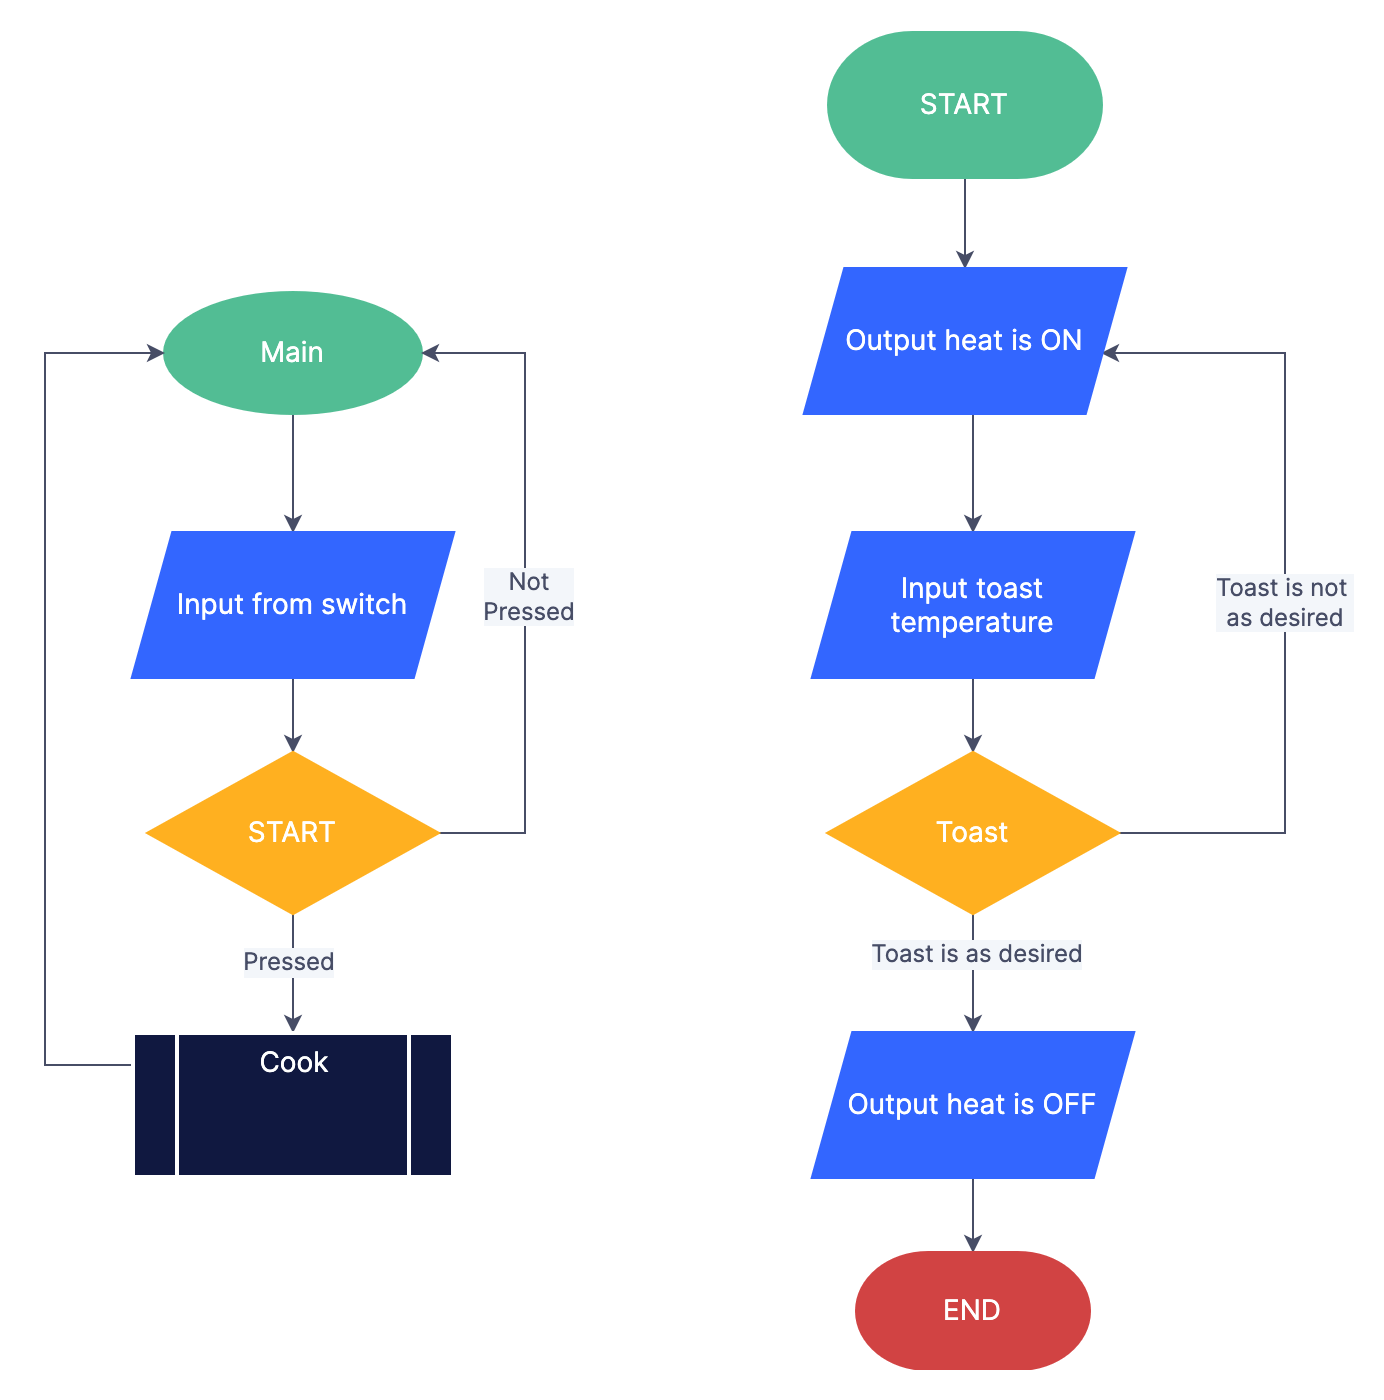 Main
Input from switch
Not
Pressed
START
Pressed
Cook
START
Output heat is ON
Input toast
temperature
Toast is not
as desired
Toast
Toast is as desired
Output heat is OFF
END